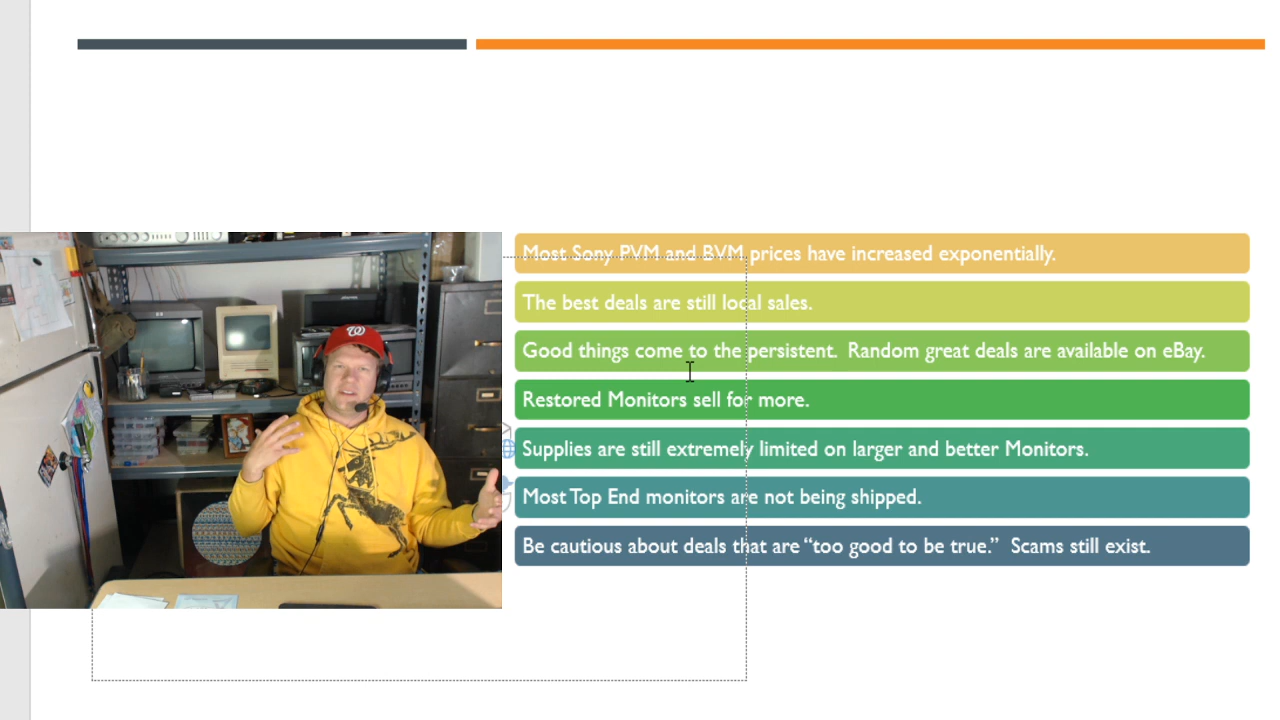 Most Sony PVM and BVM prices have increased exponentially.
The best deals are still local sales.
Good things come to the persistent.  Random great deals are available on eBay.
Restored Monitors sell for more.
Supplies are still extremely limited on larger and better Monitors.
Most Top End monitors are not being shipped.
Be cautious about deals that are “too good to be true.”  Scams still exist.
W